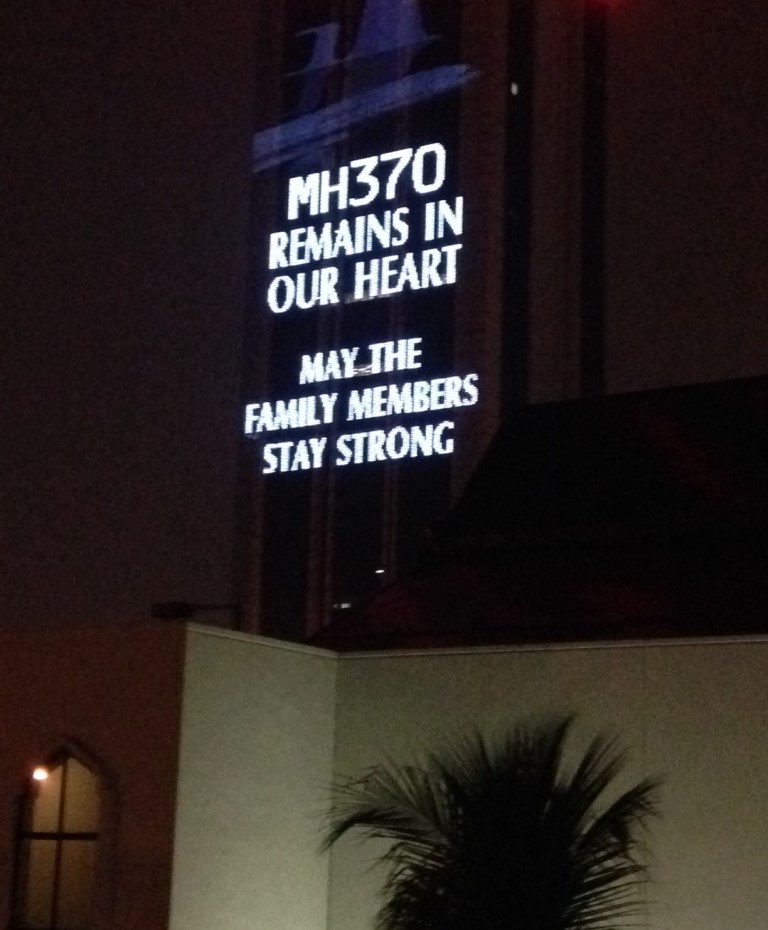 MH370
REMAINS IN
OUR HEART
MAY THE
FAMILY MEMBERS
STAY STRONG